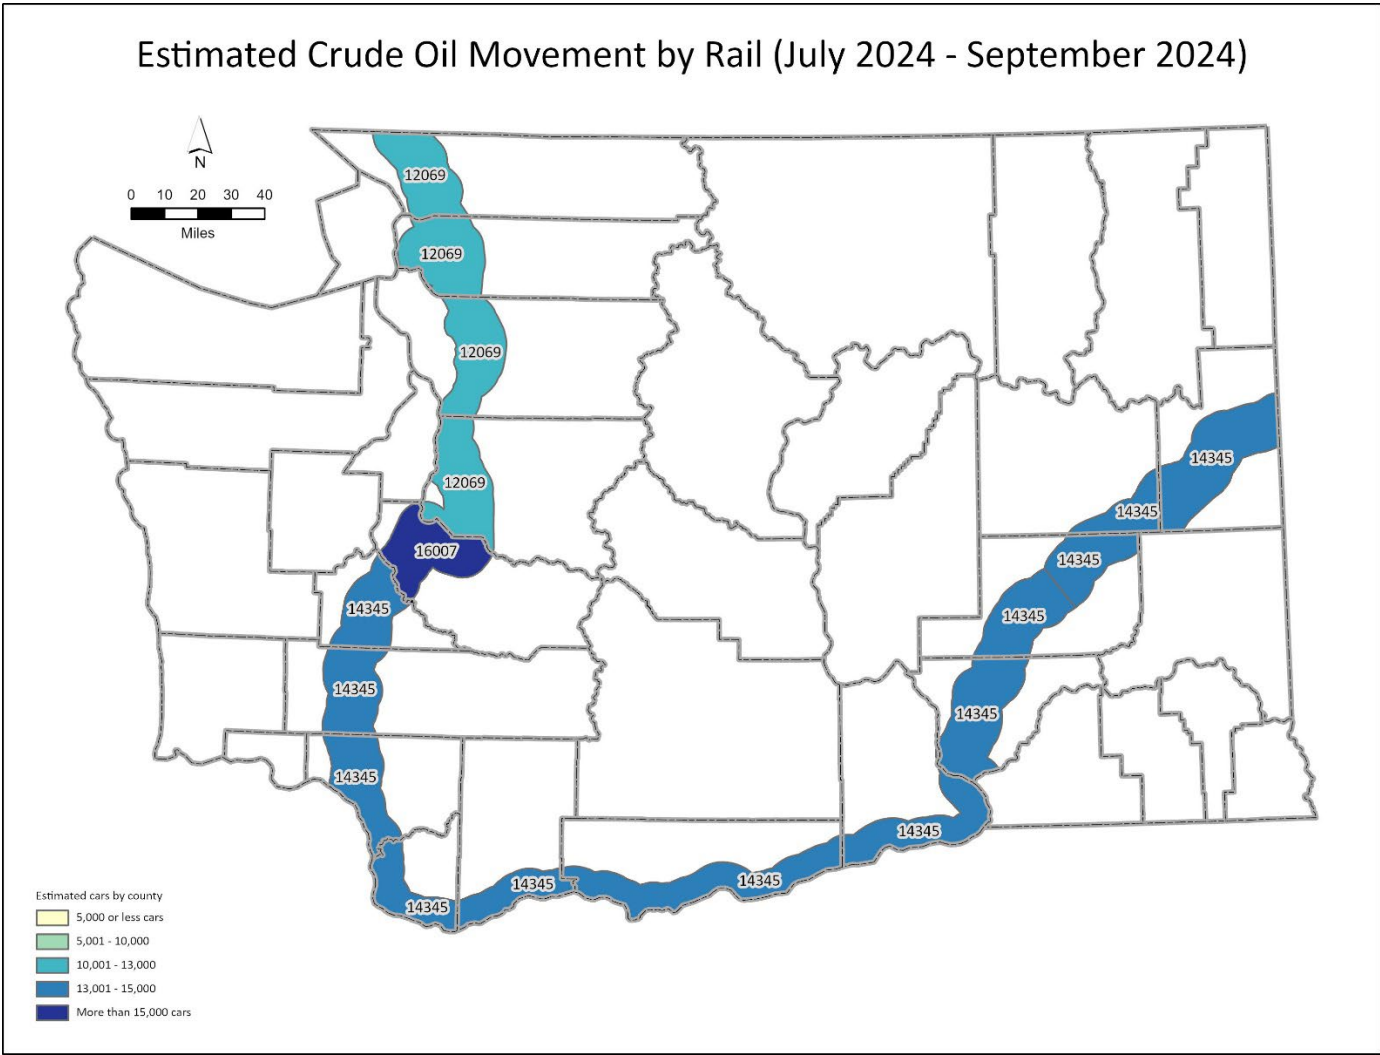 Estimated Crude Oil Movement by Rail (July 2024 - September 2024)
N
0 10 20 30 40
Miles
12069
12069
12069
12069
16007
14345
14345
14345
14345
14345
14345
14345
14345
14345
14345
14345
14345
Estimated cars by county
5,000 or less cars
5,001 - 10,000
10,001 - 13,000
13,001 - 15,000
More than 15,000 cars